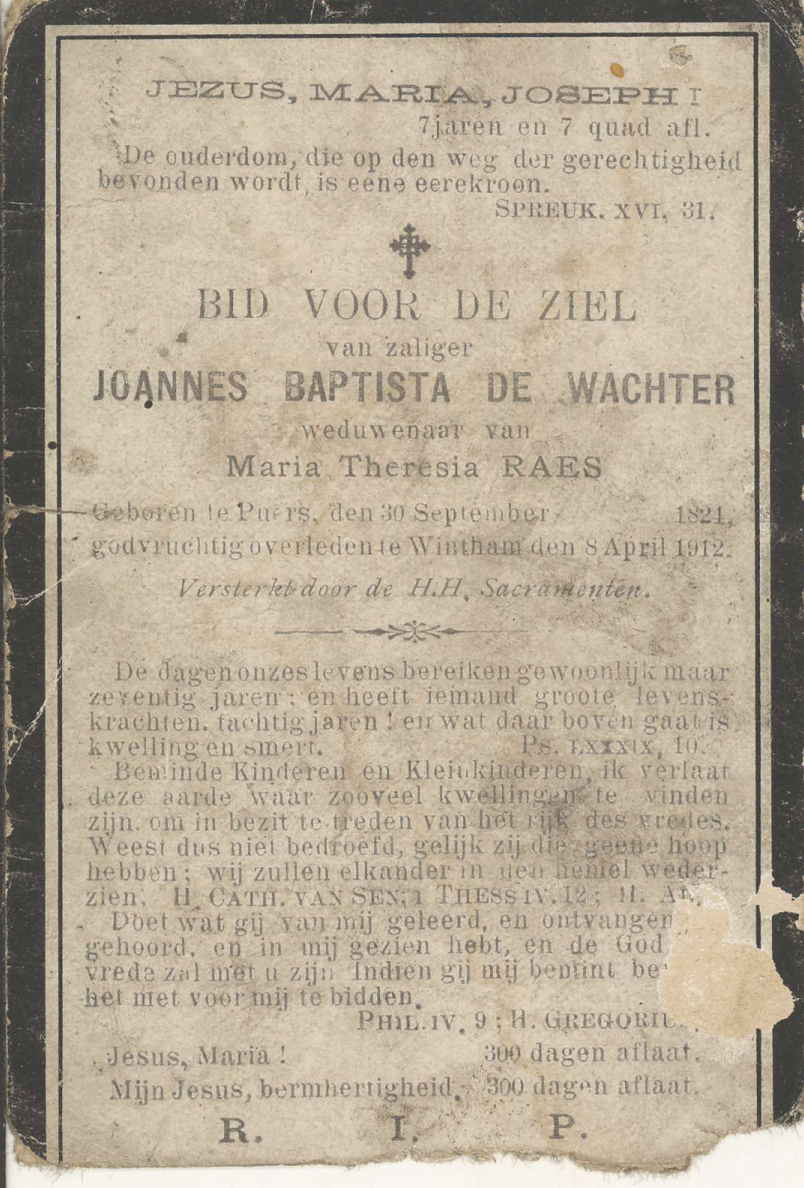 JEZUS, MARIA, JOSEPH !
7 jaren en 7 quad afl.
De ouderdom, die op den weg der gerechtigheid
bevonden wordt, is eene eerekroon.
SPREUK. XVI, 31.
BID VOOR DE ZIEL
van zaliger
JOANNES BAPTISTA DE WACHTER
weduwenaar van
Maria Theresia RAES
Geboren te Puers, den 30 September 1821,
godvruchtig overleden te Wintham den 8 April 1912.
Versterkt door de H.H. Sacramenten.
De dagen onzes levens bereiken gewoonlijk maar
zeventig jaren ; en heeft iemand groote levens-
krachten, tachtig jaren ! en wat daar boven gaat is
kwelling en smert. Ps. LXXXIX, 10.
Beminde Kinderen en Kleinkinderen, ik verlaat
deze aarde waar zooveel kwellingen te vinden
zijn, om in bezit te treden van het rijk des vredes.
Weest dus niet bedroefd, gelijk zij die geene hoop
hebben ; wij zullen elkander in den hemel weder-
zien. H. CATH. VAN SEN; I THESS IV. 12 ; H.
Doet wat gij van mij geleerd, en ontvangen
gehoord, en in mij gezien hebt, en de God
vrede zal met u zijn Indien gij mij bemint
het met voor mij te bidden.
PHIL. IV. 9 ; H.
Jesus, Maria ! 300 dagen aflaat.
Mijn Jesus, bermhertigheid. 300 dagen aflaat.
R. I. P.